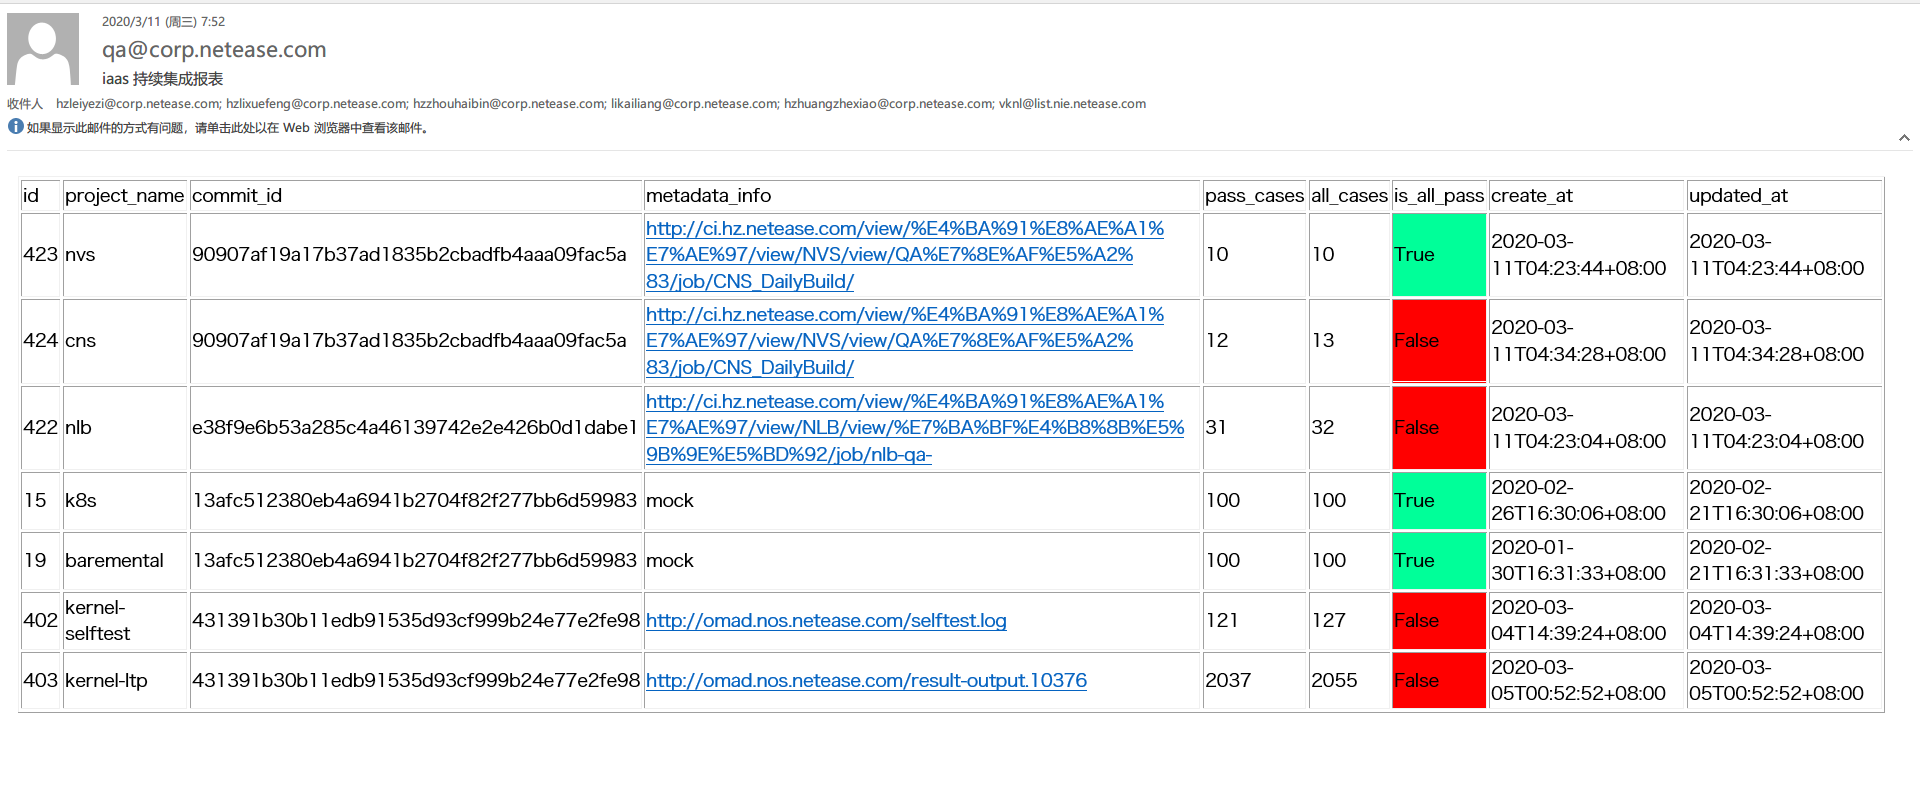 2020/3/11 (周三) 7:52
qa@corp.netease.com
iaas 持续集成报表
收件人 hzleiyezi@corp.netease.com; hzlixuefeng@corp.netease.com; hzzhouhaibin@corp.netease.com; likailiang@corp.netease.com; hzhuangzhexiao@corp.netease.com; vknl@list.nie.netease.com
如果显示此邮件的方式有问题，请单击此处以在 Web 浏览器中查看该邮件。
id project_name commit_id metadata_info pass_cases all_cases is_all_pass create_at updated_at
http://ci.hz.netease.com/view/%E4%BA%91%E8%AE%A1%
423 nvs 90907af19a17b37ad1835b2cbadfb4aaa09fac5a E7%AE%97/view/NVS/view/QA%E7%8E%AF%E5%A2% 10 10 True 2020-03- 2020-03-
83/job/CNS_DailyBuild/ 11T04:23:44+08:00 11T04:23:44+08:00
http://ci.hz.netease.com/view/%E4%BA%91%E8%AE%A1%
424 cns 90907af19a17b37ad1835b2cbadfb4aaa09fac5a E7%AE%97/view/NVS/view/QA%E7%8E%AF%E5%A2% 12 13 False 2020-03- 2020-03-
83/job/CNS_DailyBuild/ 11T04:34:28+08:00 11T04:34:28+08:00
http://ci.hz.netease.com/view/%E4%BA%91%E8%AE%A1%
422 nlb e38f9e6b53a285c4a46139742e2e426b0d1dabe1 E7%AE%97/view/NLB/view/%E7%BA%BF%E4%B8%8B%E5% 31 32 False 2020-03- 2020-03-
9B%9E%E5%BD%92/job/nlb-qa- 11T04:23:04+08:00 11T04:23:04+08:00
15 k8s 13afc512380eb4a6941b2704f82f277bb6d59983 mock 100 100 True 2020-02- 2020-02-
26T16:30:06+08:00 21T16:30:06+08:00
19 baremental 13afc512380eb4a6941b2704f82f277bb6d59983 mock 100 100 True 2020-01- 2020-02-
30T16:31:33+08:00 21T16:31:33+08:00
402 kernel- 431391b30b11edb91535d93cf999b24e77e2fe98 http://omad.nos.netease.com/selftest.log 121 127 False 2020-03- 2020-03-
selftest 04T14:39:24+08:00 04T14:39:24+08:00
403 kernel-ltp 431391b30b11edb91535d93cf999b24e77e2fe98 http://omad.nos.netease.com/result-output.10376 2037 2055 False 2020-03- 2020-03-
05T00:52:52+08:00 05T00:52:52+08:00